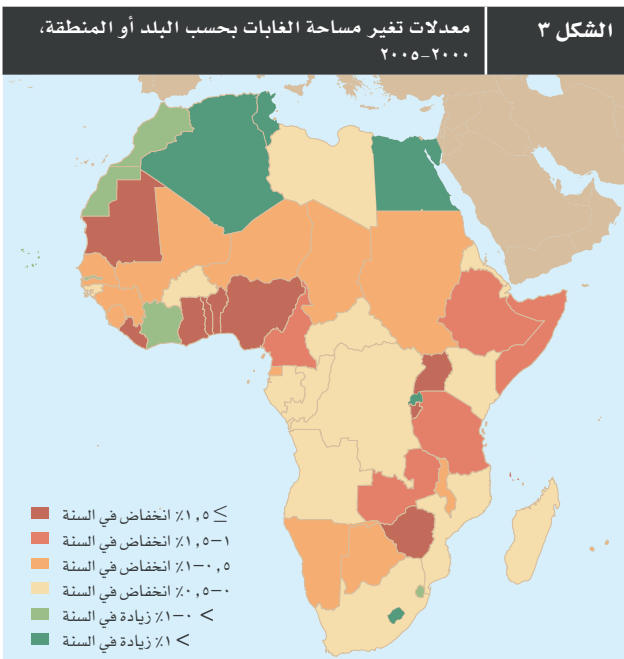 الشكل ٣
معدلات تغير مساحة الغابات بحسب البلد أو المنطقة،
٢٠٠٠-٢٠٠٥
≥ ١,٥٪ انخفاض في السنة
١-١,٥٪ انخفاض في السنة
٠,٥-١٪ انخفاض في السنة
٠-٠,٥٪ انخفاض في السنة
> ٠-١٪ زيادة في السنة
> ١٪ زيادة في السنة